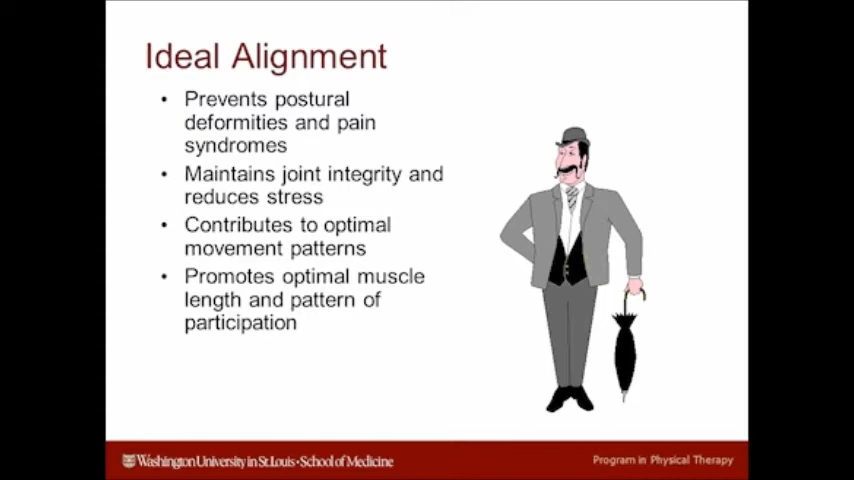 Ideal Alignment
• Prevents postural
deformities and pain
syndromes
• Maintains joint integrity and
reduces stress
• Contributes to optimal
movement patterns
• Promotes optimal muscle
length and pattern of
participation
Washington University in St. Louis • School of Medicine
Program in Physical Therapy